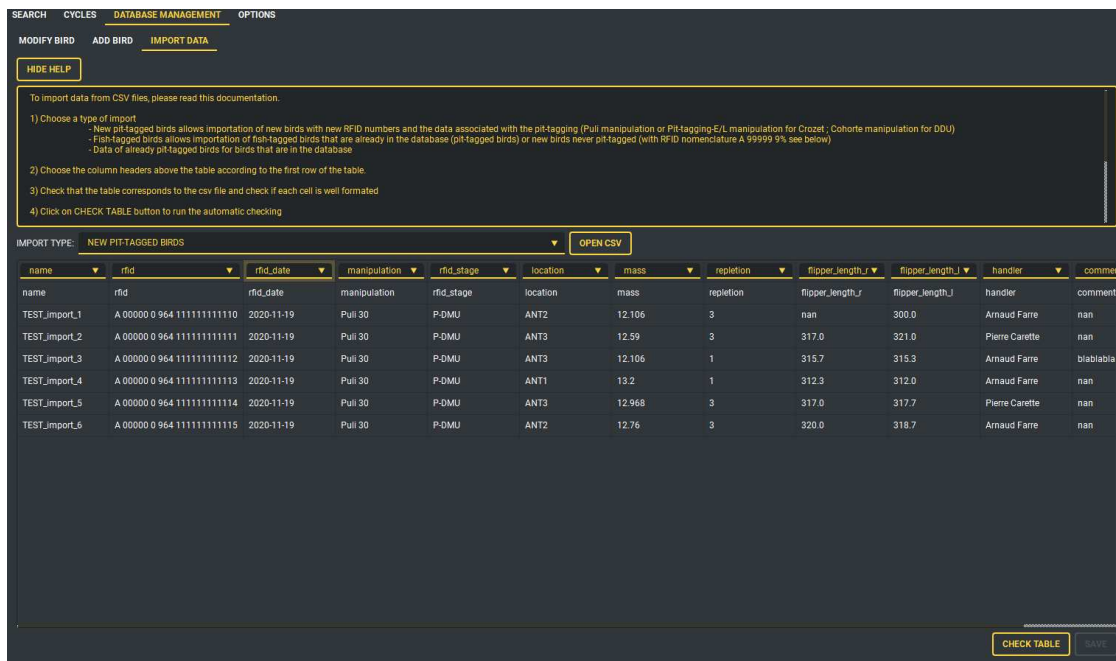 SEARCH CYCLES DATABASE MANAGEMENT OPTIONS
MODIFY BIRD ADD BIRD IMPORT DATA
HIDE HELP
To import data from CSV files, please read this documentation.
1) Choose a type of import
- New pit-tagged birds allows importation of new birds with new RFID numbers and the data associated with the pit-tagging (Puli manipulation or Pit-tagging-E/L manipulation for Crozet ; Cohorte manipulation for DDU)
- Fish-tagged birds allows importation of fish-tagged birds that are already in the database (pit-tagged birds) or new birds never pit-tagged (with RFID nomenclature A 99999 9% see below)
- Data of already pit-tagged birds for birds that are in the database
2) Choose the column headers above the table according to the first row of the table.
3) Check that the table corresponds to the csv file and check if each cell is well formated
4) Click on CHECK TABLE button to run the automatic checking
IMPORT TYPE: NEW PIT-TAGGED BIRDS OPEN CSV
name rfid rfid_date manipulation rfid_stage location mass repletion flipper_length_r flipper_length_l handler comme
name rfid rfid_date manipulation rfid_stage location mass repletion flipper_length_r flipper_length_l handler comment
TEST_import_1 A 00000 0 964 111111111110 2020-11-19 Puli 30 P-DMU ANT2 12.106 3 nan 300.0 Arnaud Farre nan
TEST_import_2 A 00000 0 964 111111111111 2020-11-19 Puli 30 P-DMU ANT3 12.59 3 317.0 321.0 Pierre Carette nan
TEST_import_3 A 00000 0 964 111111111112 2020-11-19 Puli 30 P-DMU ANT3 12.106 1 315.7 315.3 Arnaud Farre blablabla
TEST_import_4 A 00000 0 964 111111111113 2020-11-19 Puli 30 P-DMU ANT1 13.2 1 312.3 312.0 Arnaud Farre nan
TEST_import_5 A 00000 0 964 111111111114 2020-11-19 Puli 30 P-DMU ANT3 12.968 3 317.0 317.7 Pierre Carette nan
TEST_import_6 A 00000 0 964 111111111115 2020-11-19 Puli 30 P-DMU ANT2 12.76 3 320.0 318.7 Arnaud Farre nan
CHECK TABLE SAVE